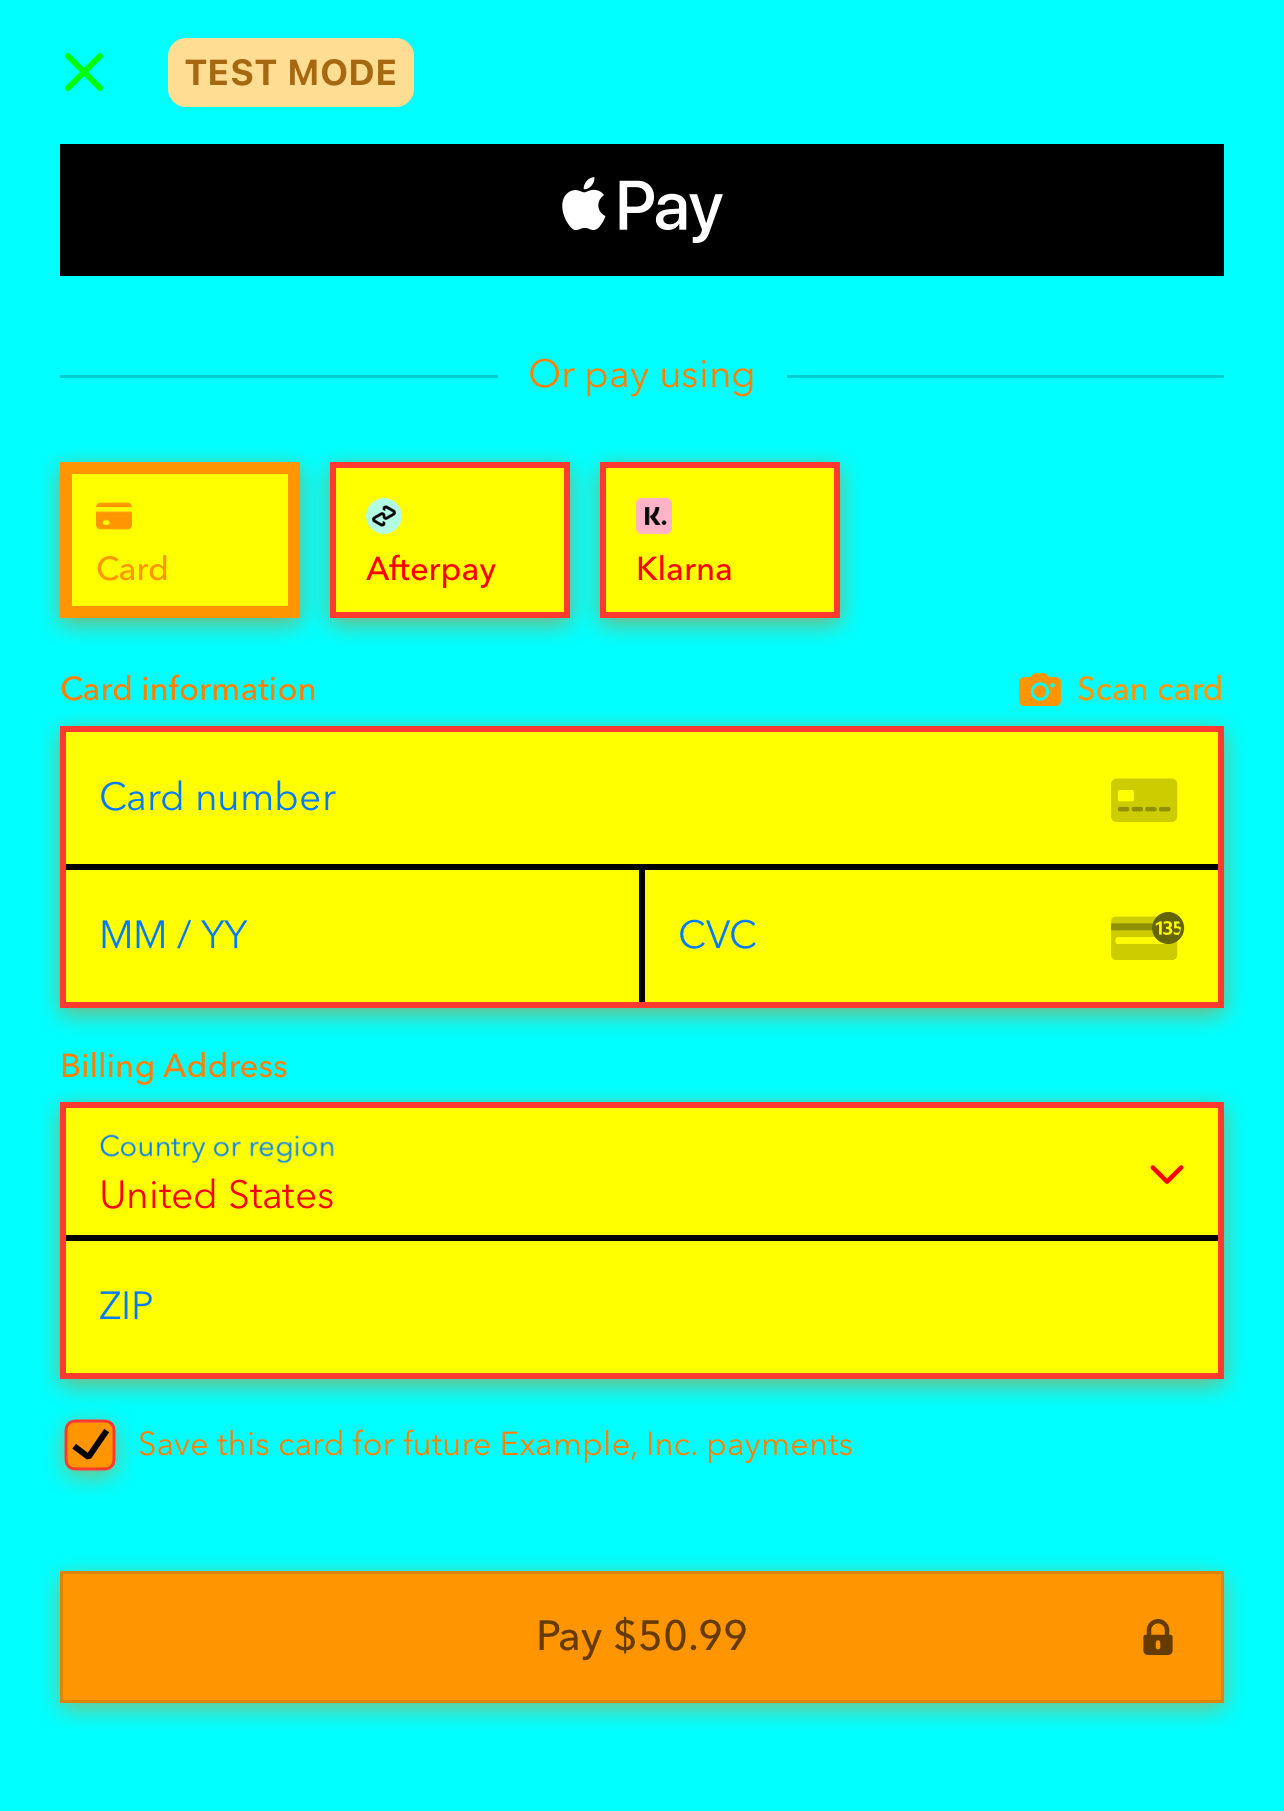 TEST MODE
Pay
Or pay using
K.
Card
Afterpay
Klarna
Card information
Scan card
Card number
MM / YY
CVC
135
Billing Address
Country or region
United States
ZIP
Save this card for future Example, Inc. payments
Pay $50.99